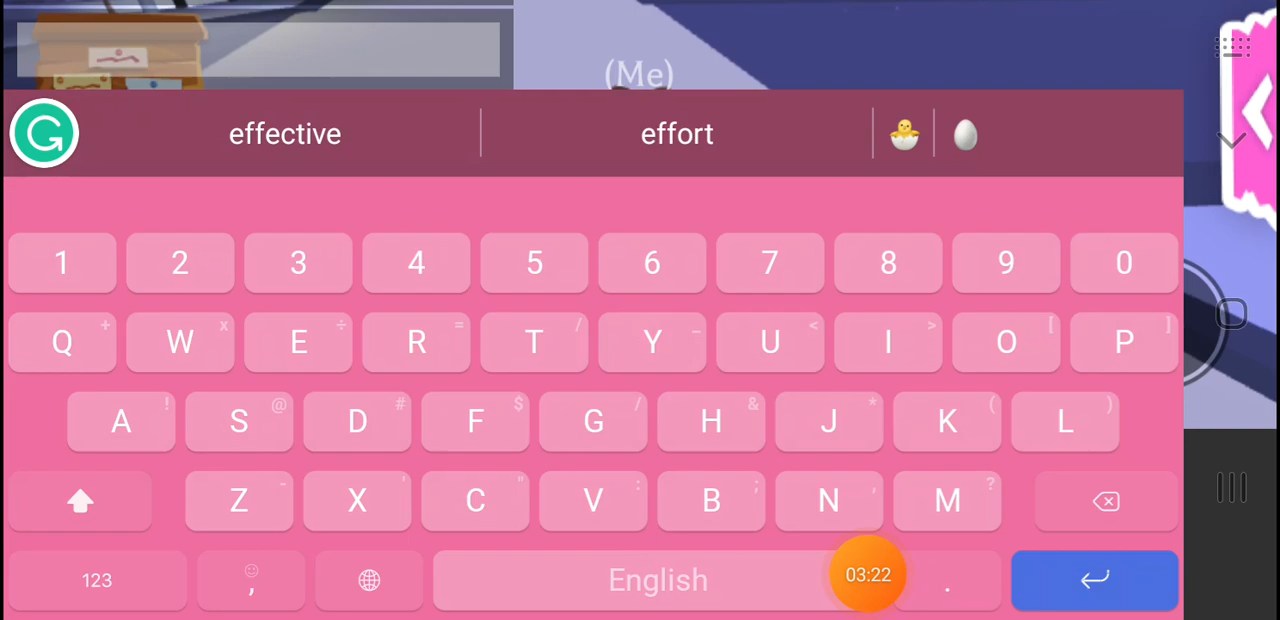 (Me)
G effective effort
1 2 3 4 5 6 7 8 9 0
Q + W x E ÷ R = T / Y _ U < I > O [ P ]
A ! S @ D # F $ G / H & J * K ( L )
Z - X ' C " V : B ; N , M ?
123 , English 03:22 .